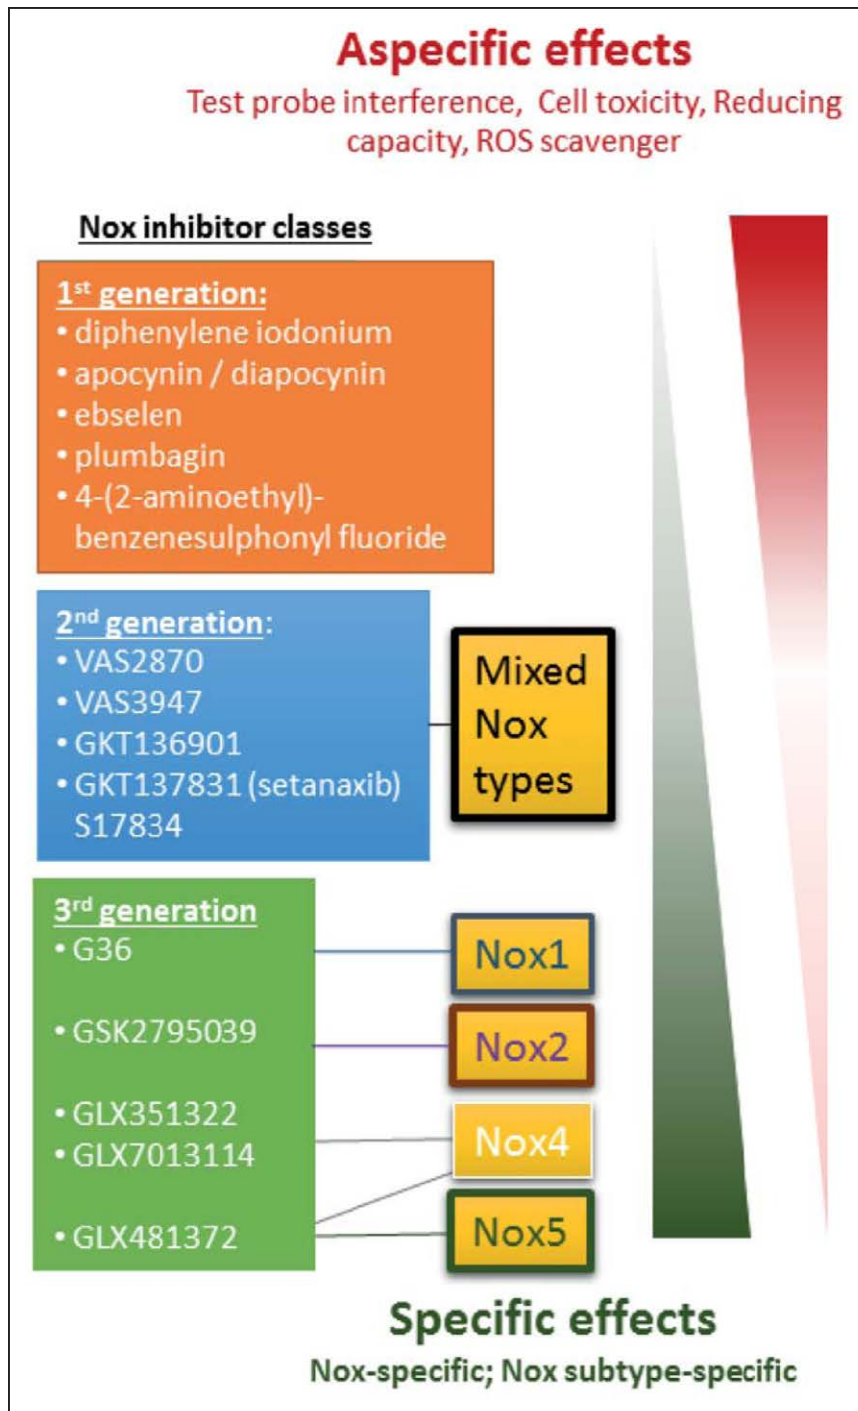 Aspecific effects
Test probe interference, Cell toxicity, Reducing
capacity, ROS scavenger
Nox inhibitor classes
1st generation:
• diphenylene iodonium
• apocynin / diapocynin
• ebselen
• plumbagin
• 4-(2-aminoethyl)-
benzenesulphonyl fluoride
2nd generation:
• VAS2870
• VAS3947
• GKT136901
• GKT137831 (setanaxib)
S17834
Mixed
Nox
types
3rd generation
• G36
• GSK2795039
• GLX351322
• GLX7013114
• GLX481372
Nox1
Nox2
Nox4
Nox5
Specific effects
Nox-specific; Nox subtype-specific